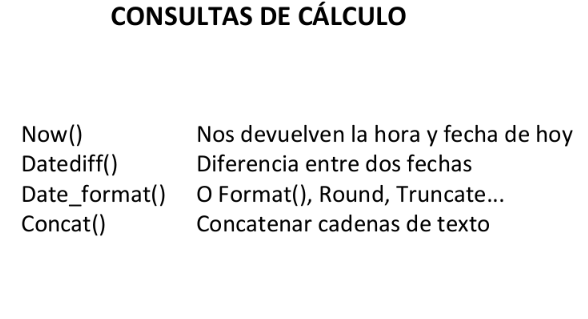 CONSULTAS DE CÁLCULO
Now() Nos devuelven la hora y fecha de hoy
Datediff() Diferencia entre dos fechas
Date_format() O Format(), Round, Truncate...
Concat() Concatenar cadenas de texto